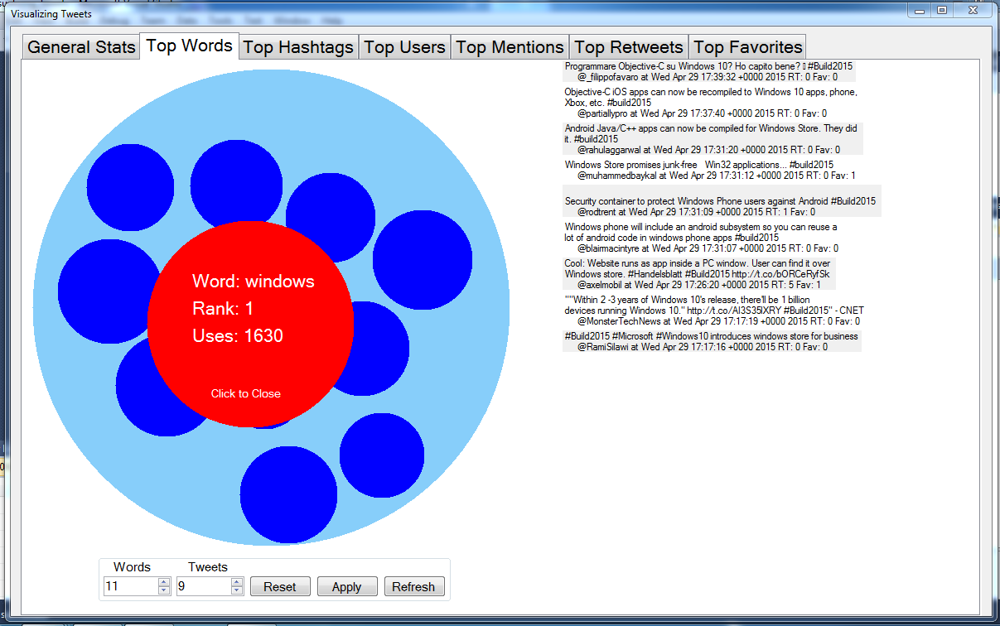 Visualizing Tweets
General Stats
Top Words
Top Hashtags
Top Users
Top Mentions
Top Retweets
Top Favorites
Word: windows
Rank: 1
Uses: 1630
Click to Close
Programmare Objective-C su Windows 10? Ho capito bene? #Build2015
@_filippofavaro at Wed Apr 29 17:39:32 +0000 2015 RT: 0 Fav: 0
Objective-C iOS apps can now be recompiled to Windows 10 apps, phone,
Xbox, etc. #build2015
@partiallypro at Wed Apr 29 17:37:40 +0000 2015 RT: 0 Fav: 0
Android Java/C++ apps can now be compiled for Windows Store. They did
it. #build2015
@rahulaggarwal at Wed Apr 29 17:31:20 +0000 2015 RT: 0 Fav: 0
Windows Store promises junk-free Win32 applications... #build2015
@muhammedbaykal at Wed Apr 29 17:31:12 +0000 2015 RT: 0 Fav: 1
Security container to protect Windows Phone users against Android #Build2015
@rodtrent at Wed Apr 29 17:31:09 +0000 2015 RT: 1 Fav: 0
Windows phone will include an android subsystem so you can reuse a
lot of android code in windows phone apps #build2015
@blairmacintyre at Wed Apr 29 17:31:07 +0000 2015 RT: 0 Fav: 0
Cool: Website runs as app inside a PC window. User can find it over
Windows store. #Handelsblatt #Build2015 http://t.co/bORCeRyfSk
@axelmobil at Wed Apr 29 17:26:20 +0000 2015 RT: 5 Fav: 1
""Within 2 -3 years of Windows 10's release, there'll be 1 billion
devices running Windows 10." http://t.co/AI3S35IXRY #Build2015" - CNET
@MonsterTechNews at Wed Apr 29 17:17:19 +0000 2015 RT: 0 Fav: 0
#Build2015 #Microsoft #Windows10 introduces windows store for business
@RamiSilawi at Wed Apr 29 17:17:16 +0000 2015 RT: 0 Fav: 0
Words
Tweets
11
9
Reset
Apply
Refresh